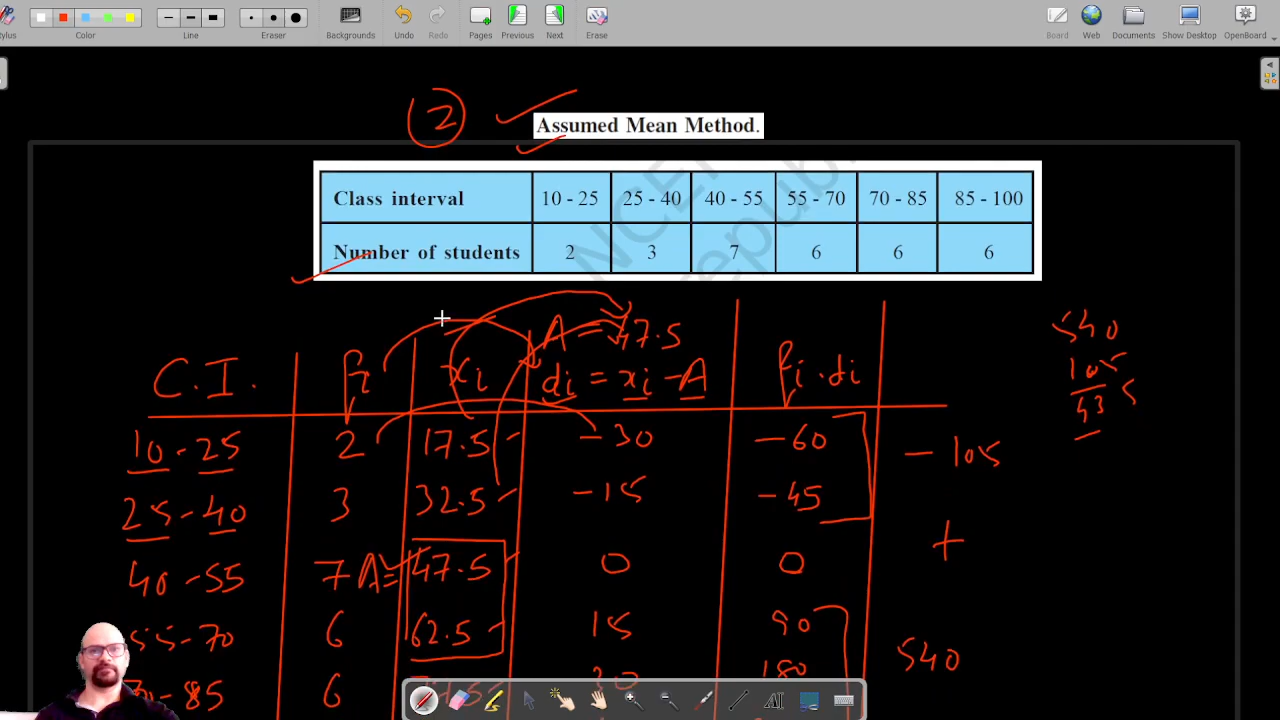 Stylus Color Line Eraser Backgrounds Undo Redo Pages Previous Next Erase Board Web Documents Show Desktop OpenBoard
2
Assumed Mean Method.
Class interval 10 - 25 25 - 40 40 - 55 55 - 70 70 - 85 85 - 100
Number of students 2 3 7 6 6 6
A = 47.5
C.I. fi xi di = xi - A fi . di
540
105
435
10 - 25 2 17.5 - 30 - 60 - 105
25 - 40 3 32.5 - 15 - 45
40 - 55 7 A= 47.5 0 0 +
55 - 70 6 62.5 15 90 540
70 - 85 6 30 180